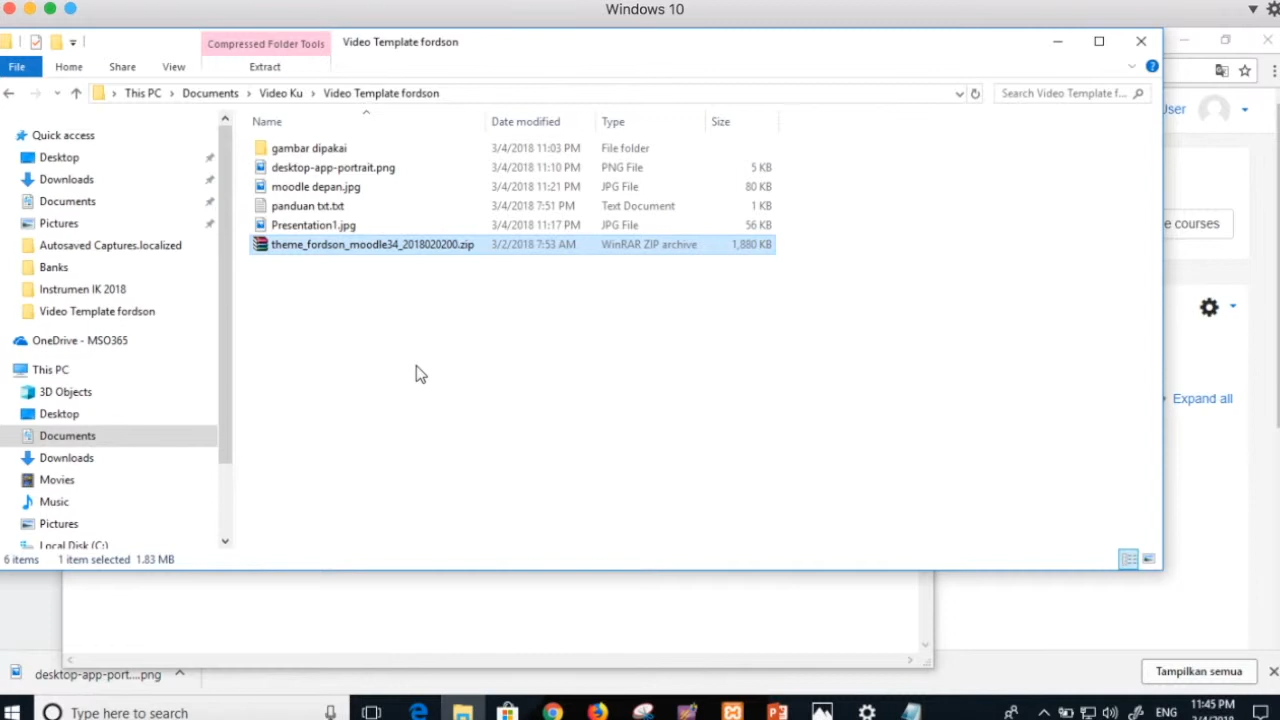 Windows 10
Compressed Folder Tools
Video Template fordson
File
Home
Share
View
Extract
This PC
Documents
Video Ku
Video Template fordson
Search Video Template f...
Name
Date modified
Type
Size
gambar dipakai
3/4/2018 11:03 PM
File folder
desktop-app-portrait.png
3/4/2018 11:10 PM
PNG File
5 KB
moodle depan.jpg
3/4/2018 11:21 PM
JPG File
80 KB
panduan txt.txt
3/4/2018 7:51 PM
Text Document
1 KB
Presentation1.jpg
3/4/2018 11:17 PM
JPG File
56 KB
theme_fordson_moodle34_2018020200.zip
3/2/2018 7:53 AM
WinRAR ZIP archive
1,880 KB
Quick access
Desktop
Downloads
Documents
Pictures
Autosaved Captures.localized
Banks
Instrumen IK 2018
Video Template fordson
OneDrive - MSO365
This PC
3D Objects
Desktop
Documents
Downloads
Movies
Music
Pictures
Local Disk (C:)
6 items
1 item selected 1.83 MB
User
e courses
Expand all
desktop-app-port....png
Tampilkan semua
Type here to search
ENG
11:45 PM
3/4/2018